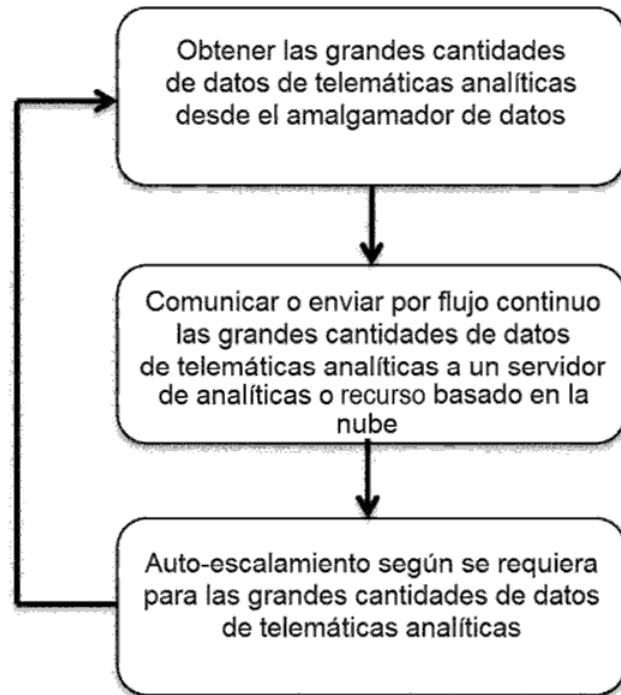 Obtener las grandes cantidades
de datos de telemáticas analíticas
desde el amalgamador de datos
Comunicar o enviar por flujo continuo
las grandes cantidades de datos
de telemáticas analíticas a un servidor
de analíticas o recurso basado en la
nube
Auto-escalamiento según se requiera
para las grandes cantidades de datos
de telemáticas analíticas